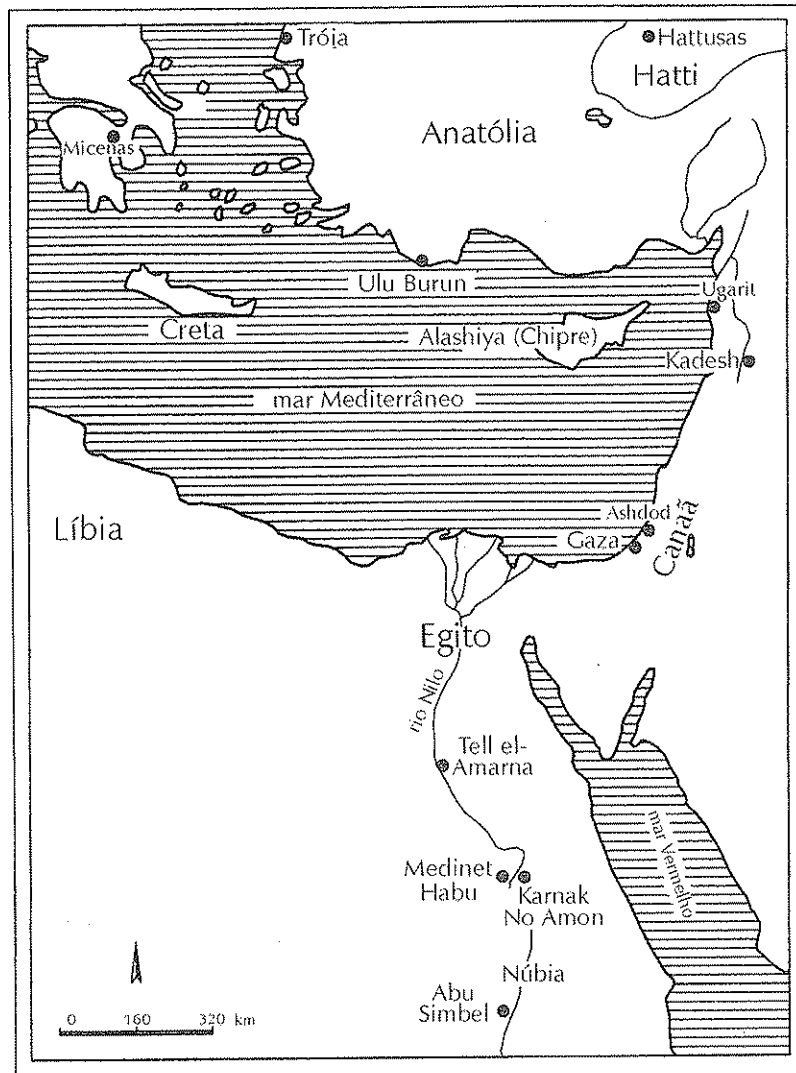 Tróia
Hattusas
Hatti
Anatólia
Micenas
Ulu Burun
Ugarit
Creta
Alashiya (Chipre)
Kadesh
mar Mediterrâneo
Ashdod
Líbia
Gaza
Canaã
Egito
rio Nilo
Tell el-
Amarna
mar Vermelho
Medinet
Habu
Karnak
No Amon
Núbia
Abu
Simbel
0 160 320 km